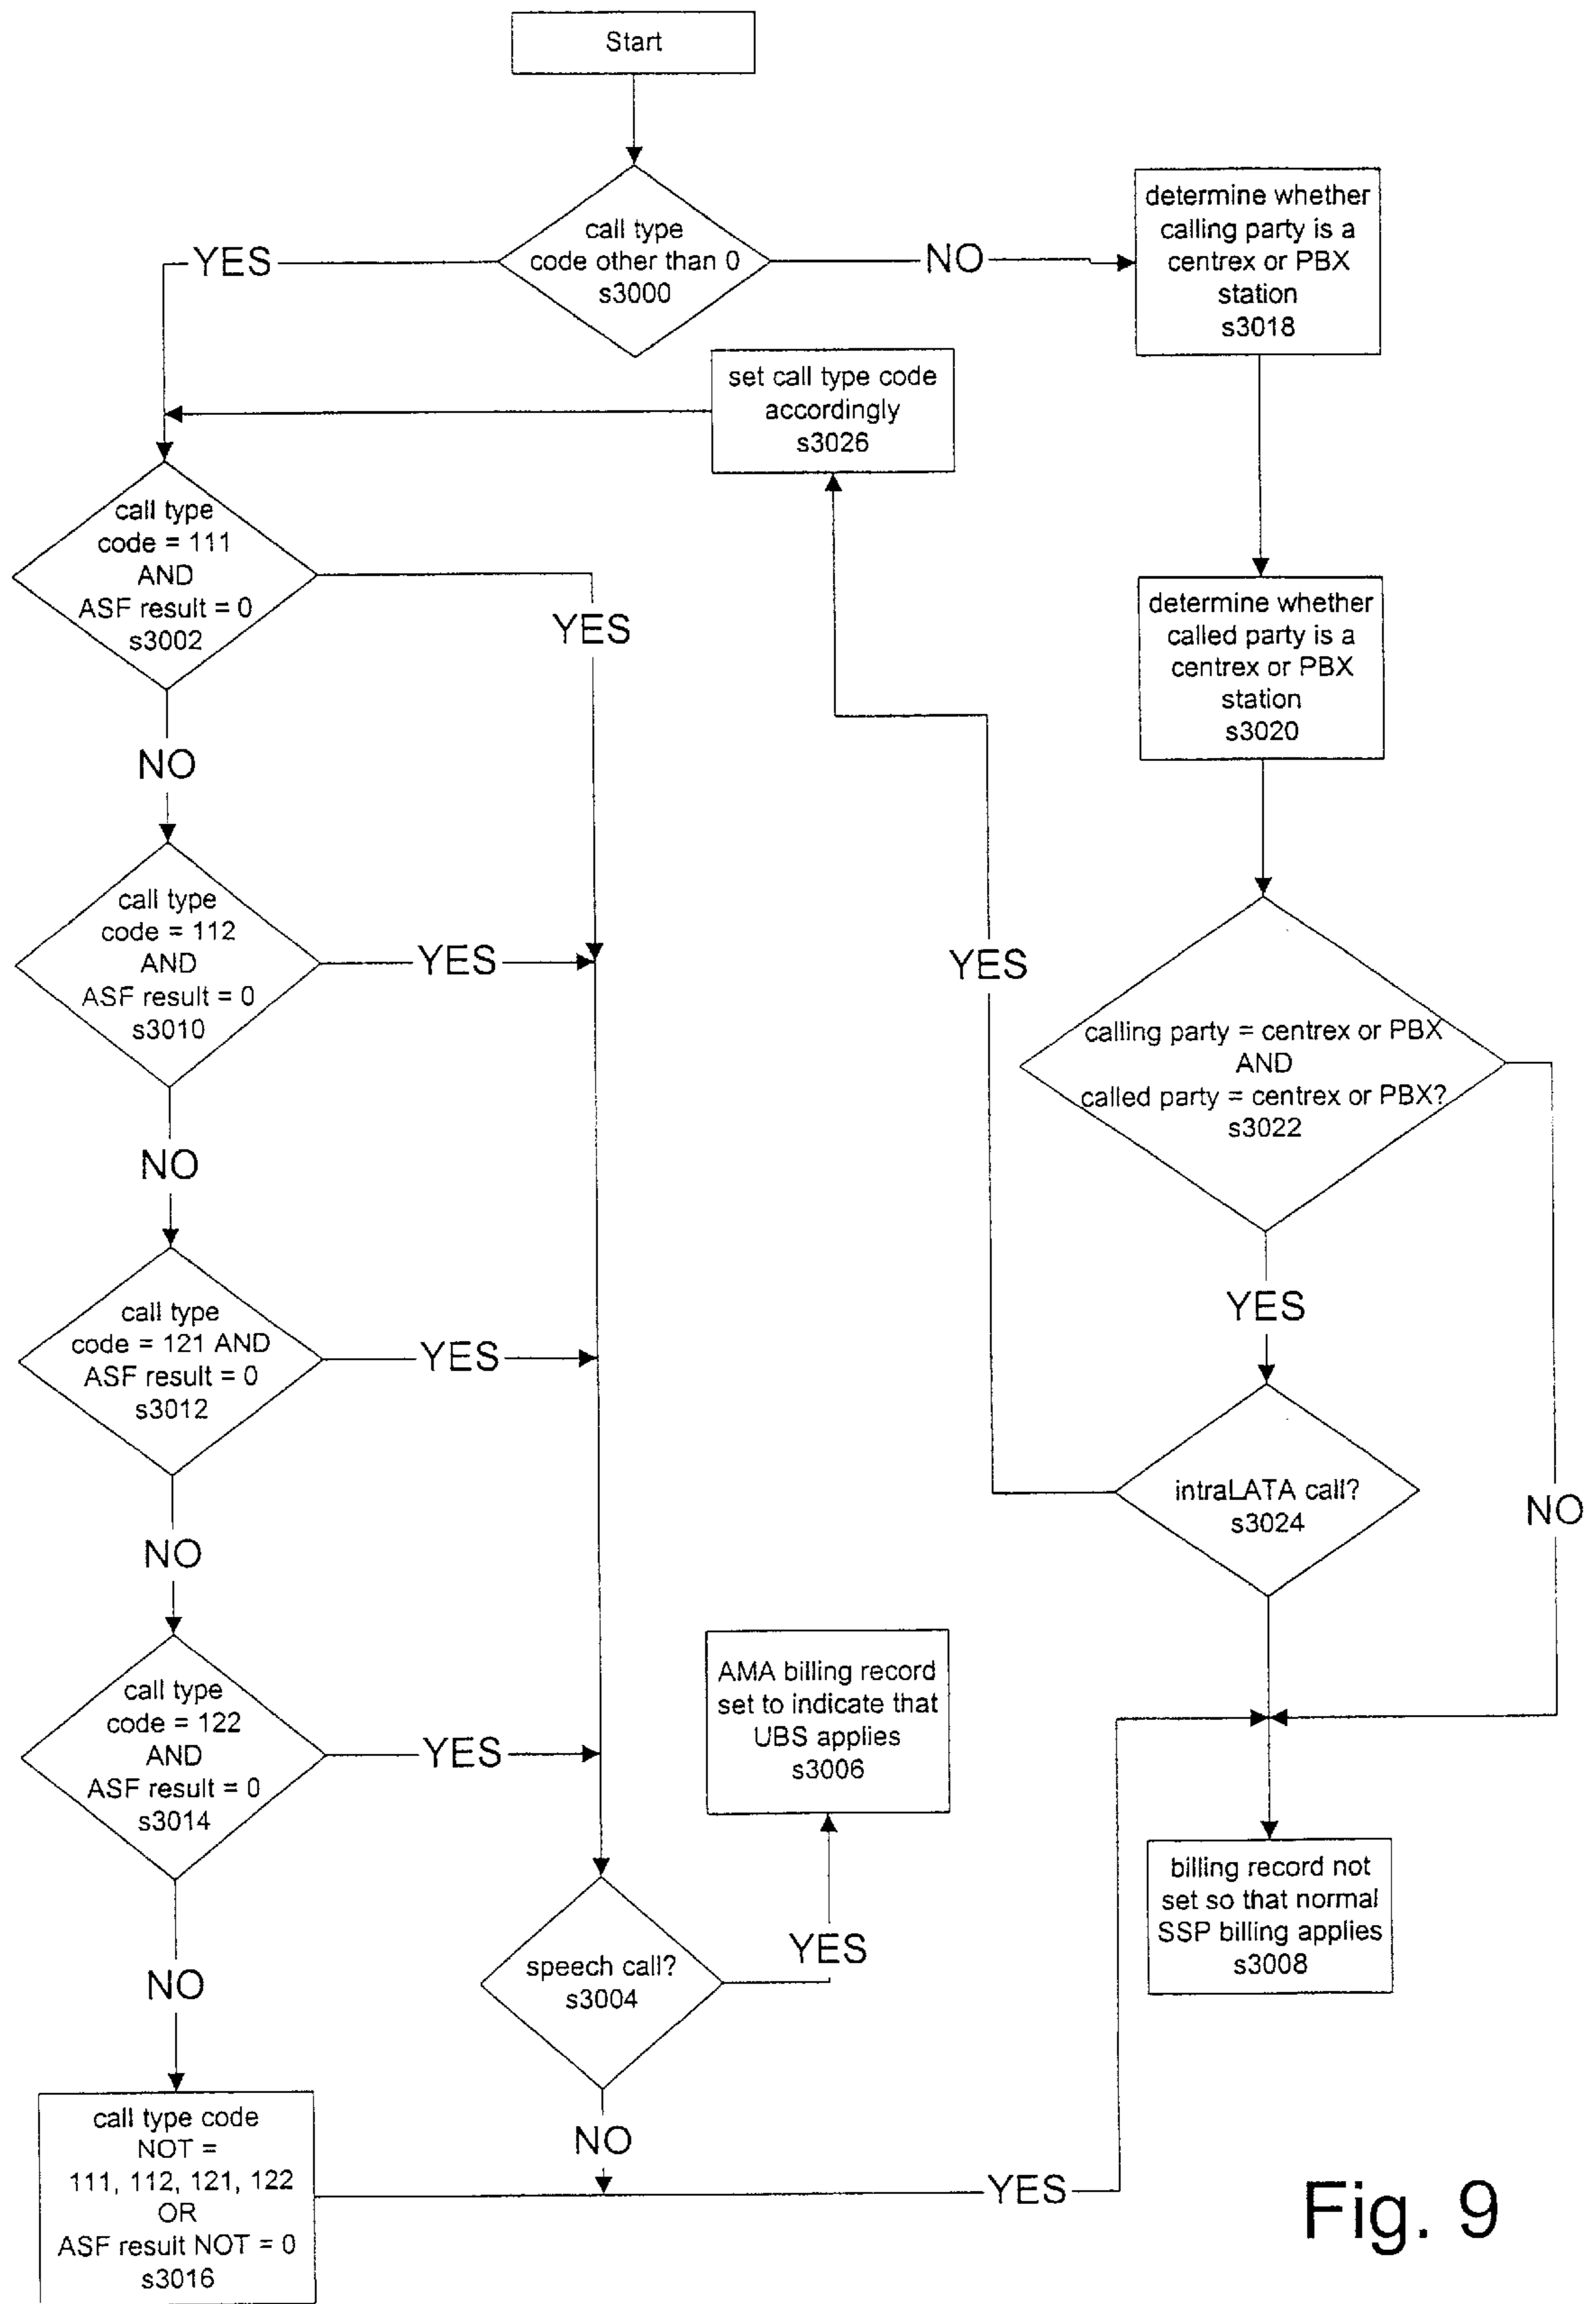 Start
call type
code other than 0
s3000
YES
NO
determine whether
calling party is a
centrex or PBX
station
s3018
set call type code
accordingly
s3026
call type
code = 111
AND
ASF result = 0
s3002
YES
NO
determine whether
called party is a
centrex or PBX
station
s3020
call type
code = 112
AND
ASF result = 0
s3010
YES
NO
YES
calling party = centrex or PBX
AND
called party = centrex or PBX?
s3022
YES
NO
call type
code = 121 AND
ASF result = 0
s3012
YES
NO
intraLATA call?
s3024
call type
code = 122
AND
ASF result = 0
s3014
YES
NO
AMA billing record
set to indicate that
UBS applies
s3006
billing record not
set so that normal
SSP billing applies
s3008
speech call?
s3004
YES
NO
call type code
NOT =
111, 112, 121, 122
OR
ASF result NOT = 0
s3016
YES
Fig. 9